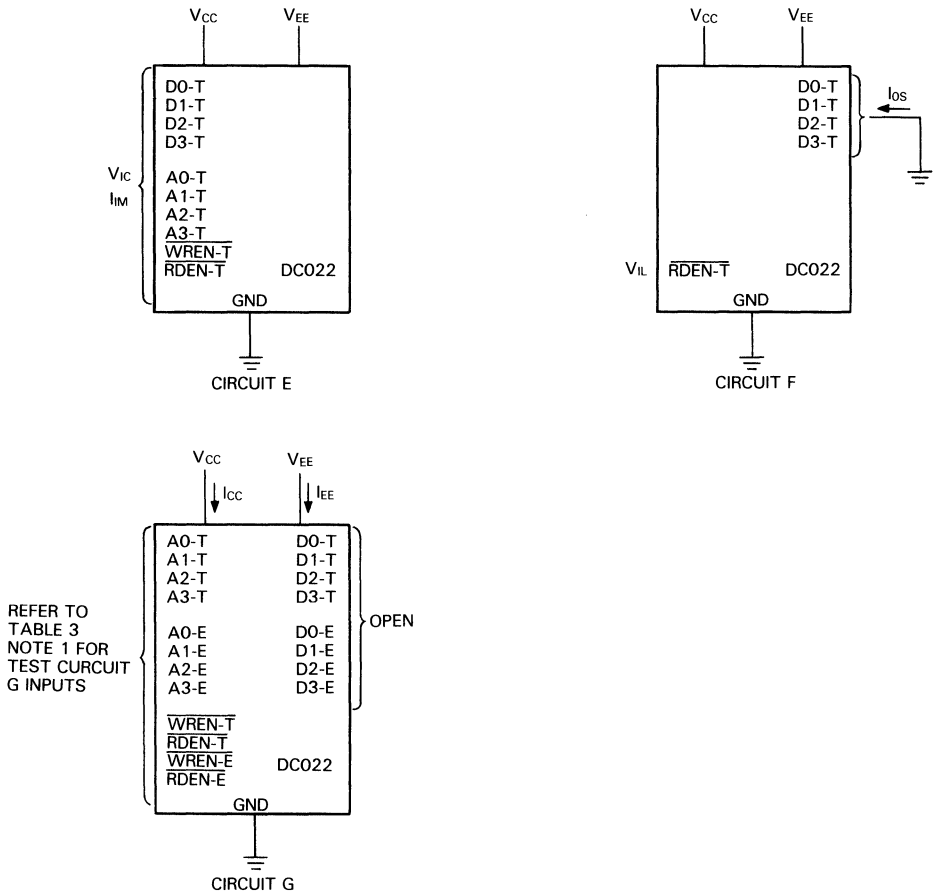 VCC VEE
D0-T
D1-T
D2-T
D3-T
VIC
IIM
A0-T
A1-T
A2-T
A3-T
WREN-T
RDEN-T DC022
GND
CIRCUIT E
VCC VEE
D0-T
D1-T
D2-T
D3-T
IOS
VIL RDEN-T DC022
GND
CIRCUIT F
VCC VEE
ICC IEE
A0-T D0-T
A1-T D1-T
A2-T D2-T
A3-T D3-T
REFER TO
TABLE 3
NOTE 1 FOR
TEST CURCUIT
G INPUTS
OPEN
A0-E D0-E
A1-E D1-E
A2-E D2-E
A3-E D3-E
WREN-T
RDEN-T
WREN-E DC022
RDEN-E
GND
CIRCUIT G